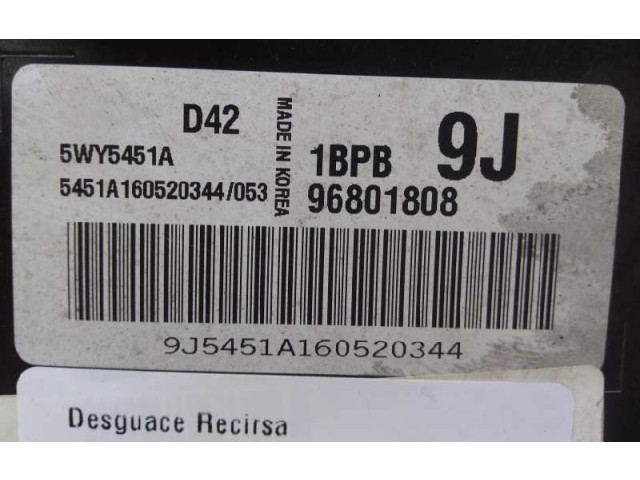 D42
5WY5451A
5451A160520344/053
MADE IN KOREA
1BPB
9J
96801808
9J5451A160520344
Desguace Recirsa